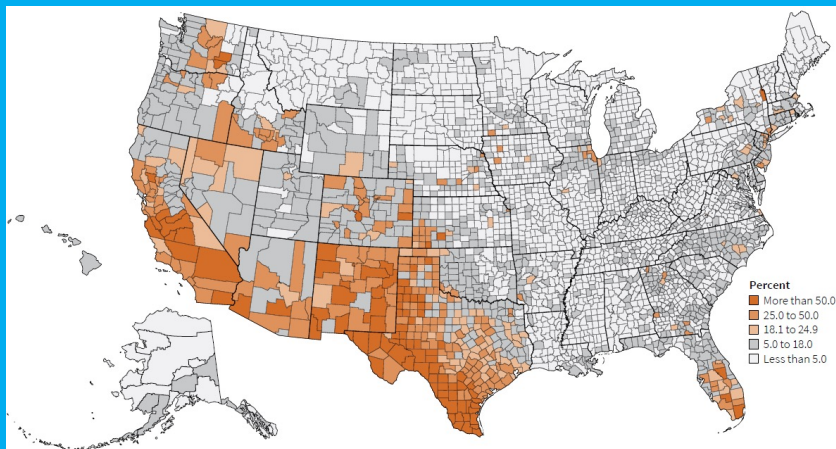 Percent
More than 50.0
25.0 to 50.0
18.1 to 24.9
5.0 to 18.0
Less than 5.0